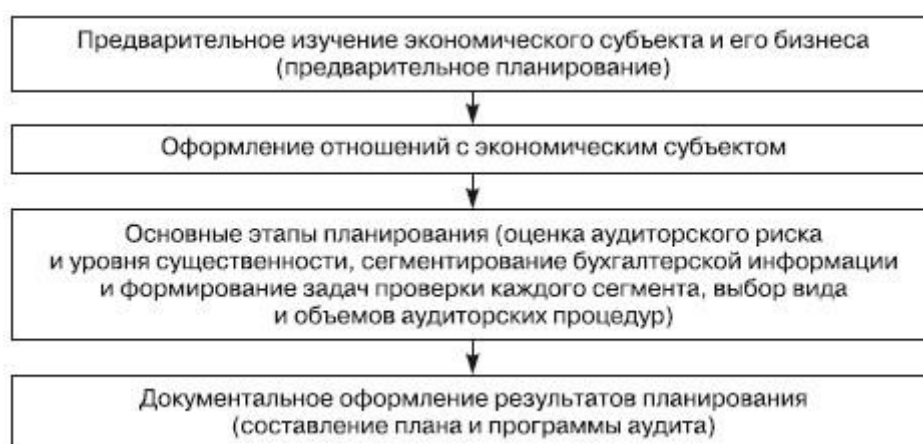 Предварительное изучение экономического субъекта и его бизнеса
(предварительное планирование)
Оформление отношений с экономическим субъектом
Основные этапы планирования (оценка аудиторского риска
и уровня существенности, сегментирование бухгалтерской информации
и формирование задач проверки каждого сегмента, выбор вида
и объемов аудиторских процедур)
Документальное оформление результатов планирования
(составление плана и программы аудита)